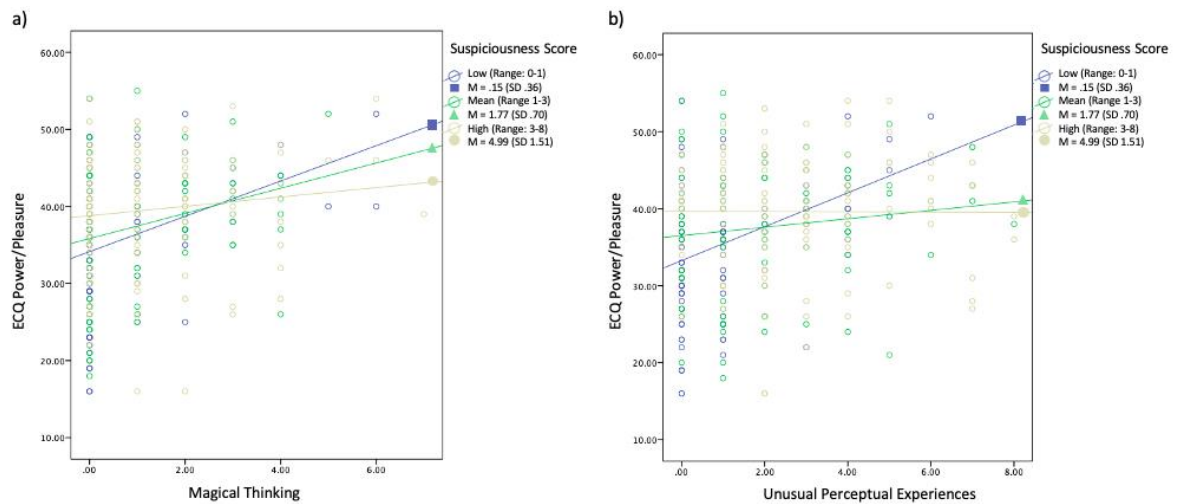 a)
60.00
50.00
40.00
30.00
20.00
10.00
ECQ Power/Pleasure
.00 2.00 4.00 6.00
Magical Thinking
Suspiciousness Score
Low (Range: 0-1)
M = .15 (SD .36)
Mean (Range 1-3)
M = 1.77 (SD .70)
High (Range: 3-8)
M = 4.99 (SD 1.51)
b)
60.00
50.00
40.00
30.00
20.00
10.00
ECQ Power/Pleasure
.00 2.00 4.00 6.00 8.00
Unusual Perceptual Experiences
Suspiciousness Score
Low (Range: 0-1)
M = .15 (SD .36)
Mean (Range 1-3)
M = 1.77 (SD .70)
High (Range: 3-8)
M = 4.99 (SD 1.51)